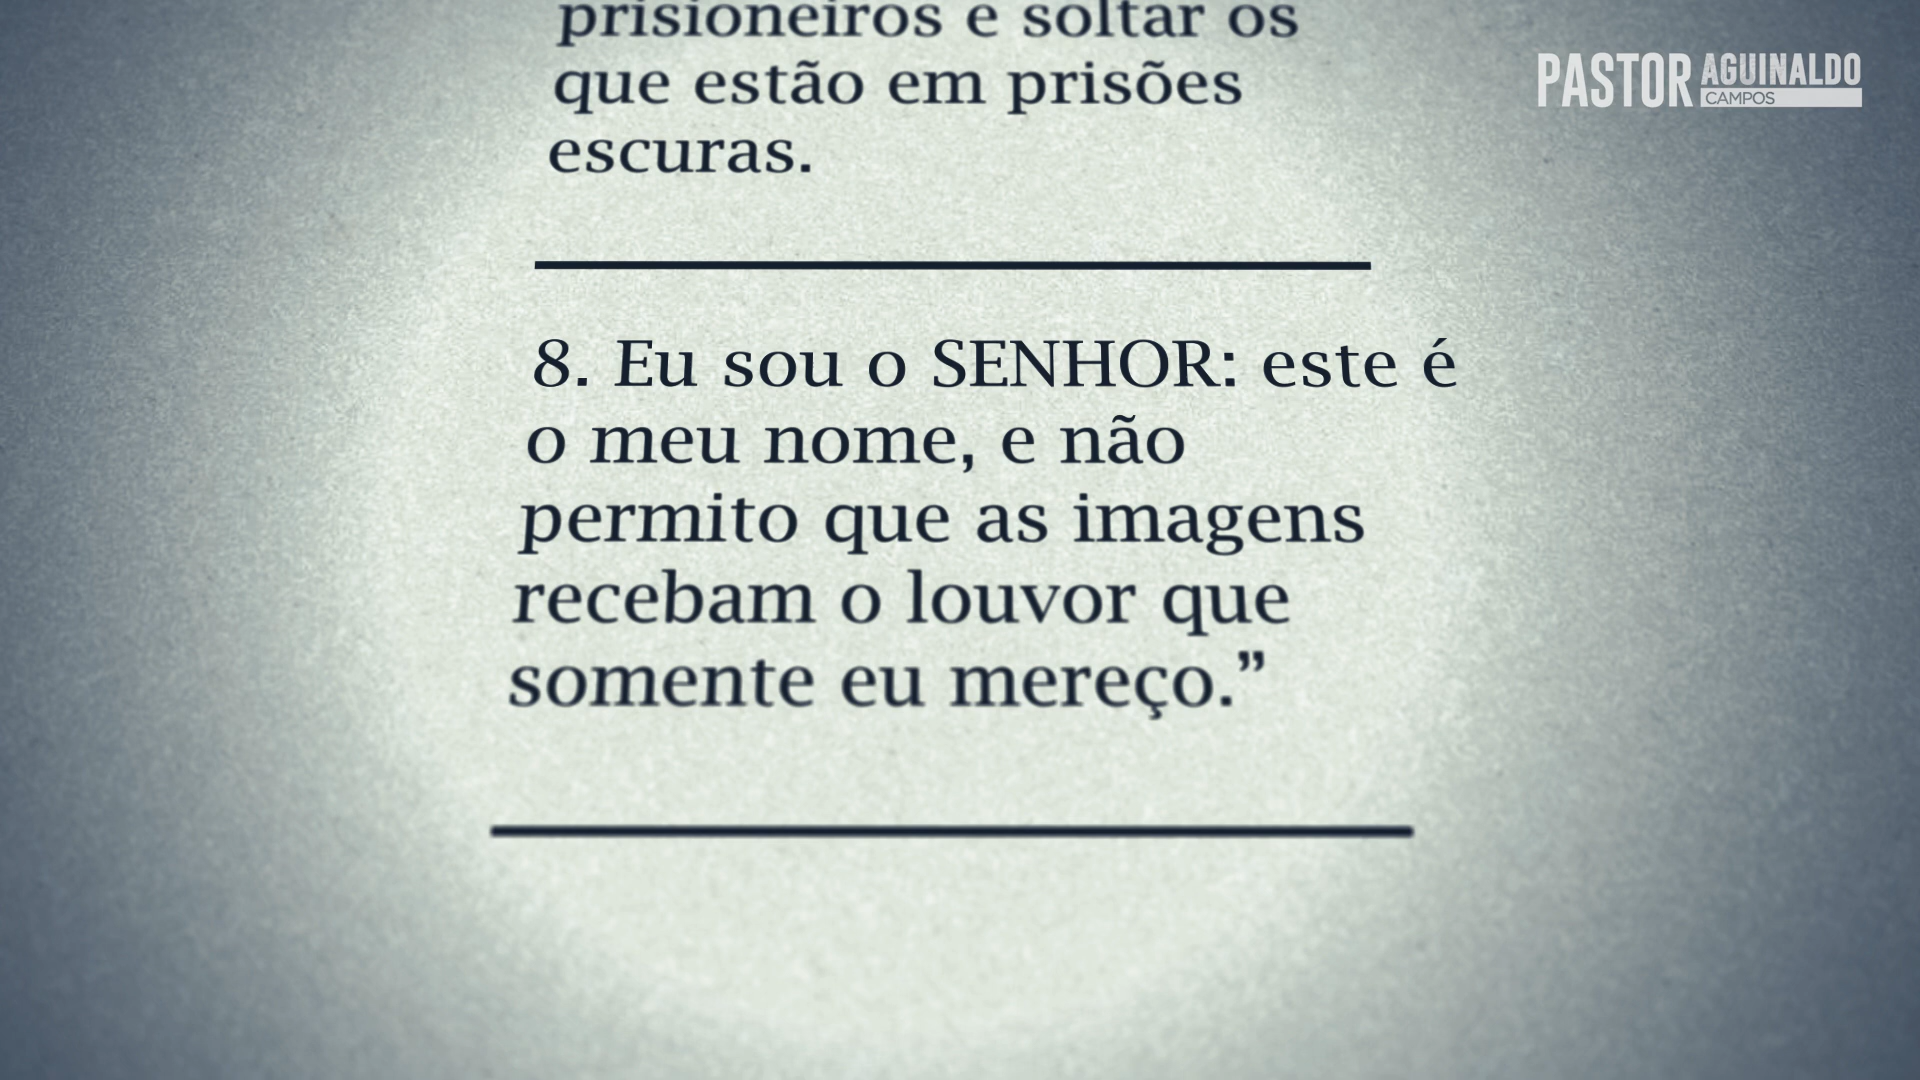 prisioneiros e soltar os
que estão em prisões
escuras.
PASTOR AGUINALDO
CAMPOS
8. Eu sou o SENHOR: este é
o meu nome, e não
permito que as imagens
recebam o louvor que
somente eu mereço.”